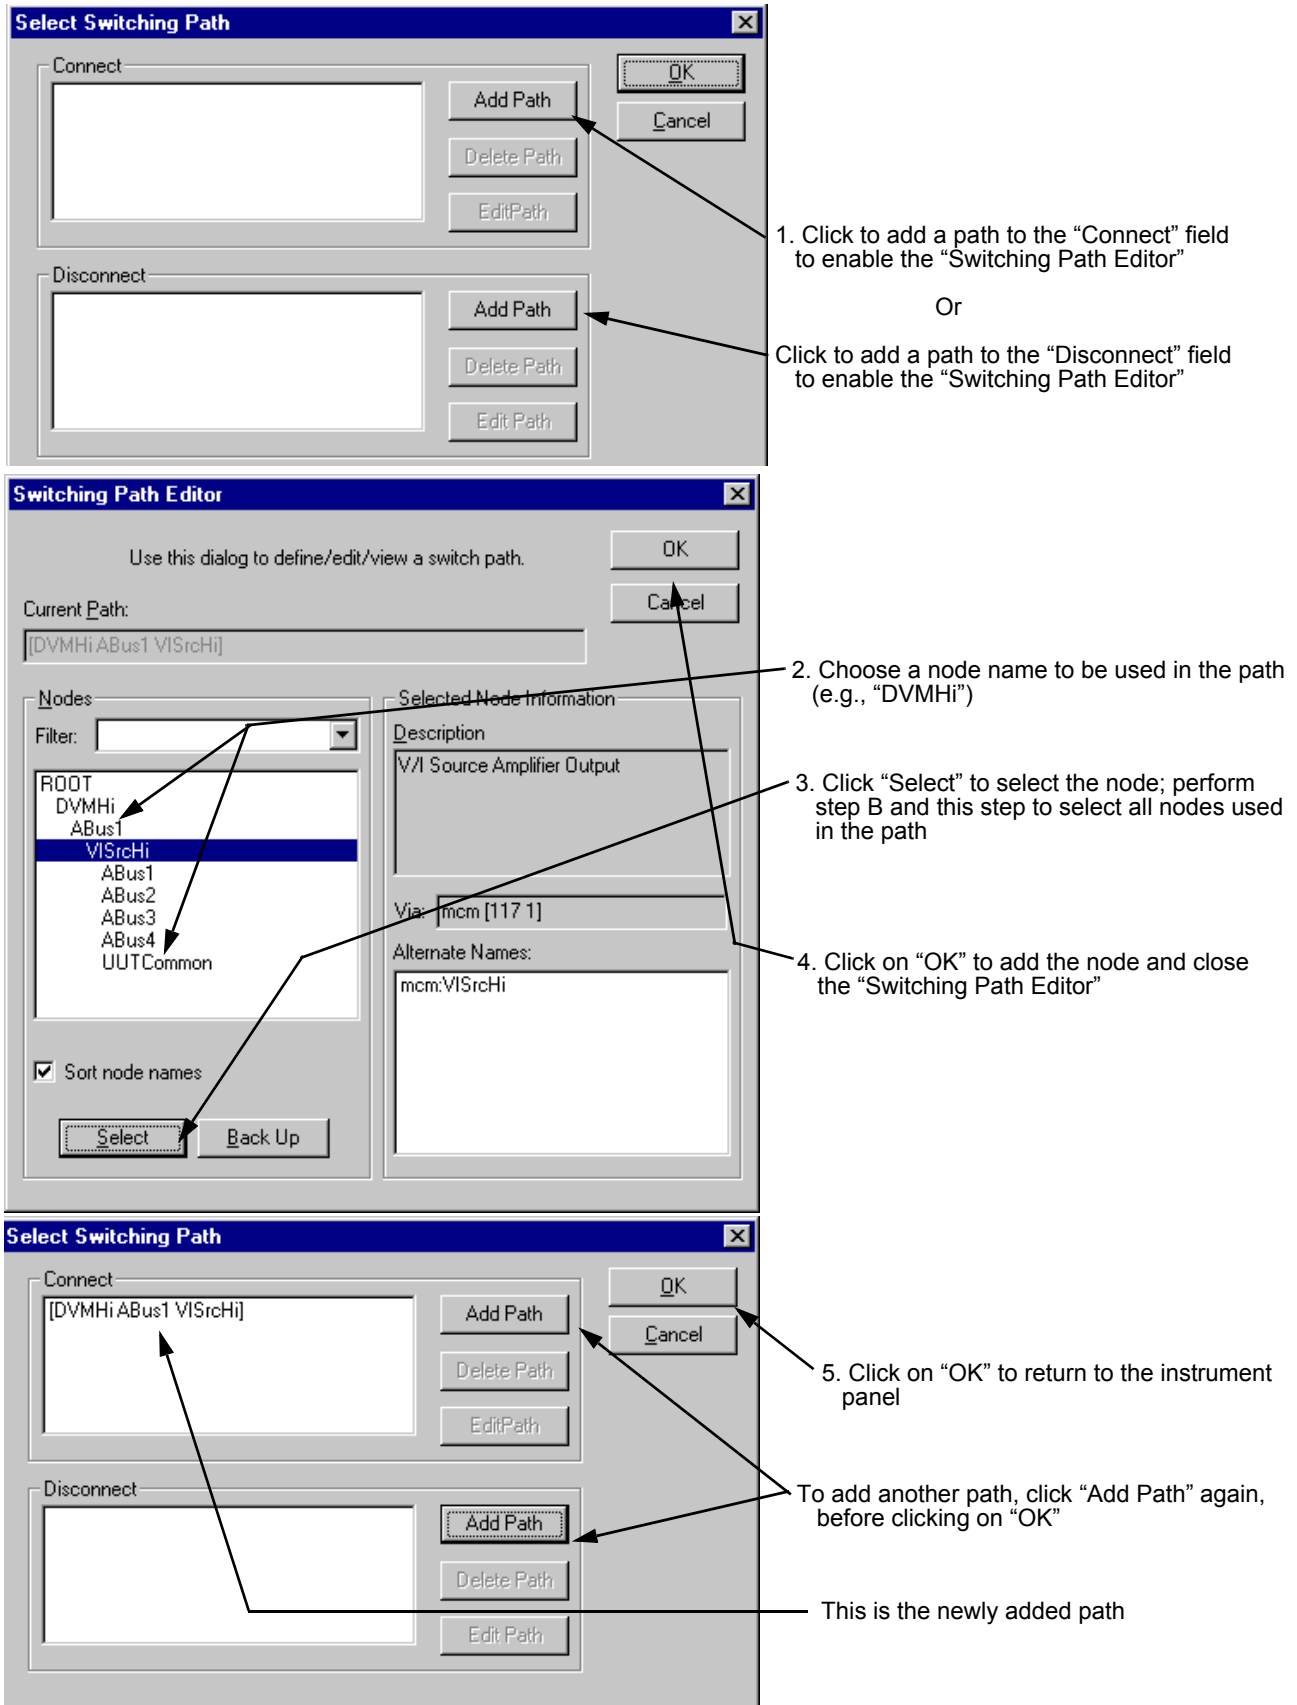 Select Switching Path
Connect
Add Path
Delete Path
EditPath
OK
Cancel
Disconnect
Add Path
Delete Path
Edit Path
1. Click to add a path to the “Connect” field
to enable the “Switching Path Editor”
Or
Click to add a path to the “Disconnect” field
to enable the “Switching Path Editor”
Switching Path Editor
Use this dialog to define/edit/view a switch path.
OK
Cancel
Current Path:
[DVMHi ABus1 VISrcHi]
Nodes
Filter:
ROOT
DVMHi
ABus1
VISrcHi
ABus1
ABus2
ABus3
ABus4
UUTCommon
Sort node names
Select
Back Up
Selected Node Information
Description
V/I Source Amplifier Output
Via: mcm [117 1]
Alternate Names:
mcm:VISrcHi
2. Choose a node name to be used in the path
(e.g., “DVMHi”)
3. Click “Select” to select the node; perform
step B and this step to select all nodes used
in the path
4. Click on “OK” to add the node and close
the “Switching Path Editor”
Select Switching Path
Connect
[DVMHi ABus1 VISrcHi]
Add Path
Delete Path
EditPath
OK
Cancel
Disconnect
Add Path
Delete Path
Edit Path
5. Click on “OK” to return to the instrument
panel
To add another path, click “Add Path” again,
before clicking on “OK”
This is the newly added path